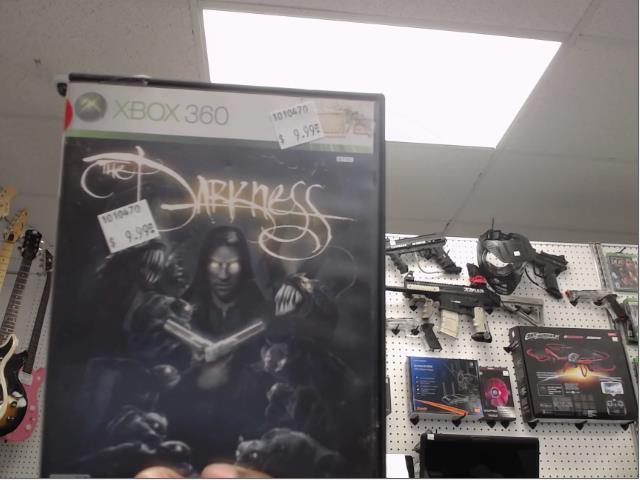 XBOX 360
1010470
$ 9.99
THE
DARKNESS
1010470
$ 9.99